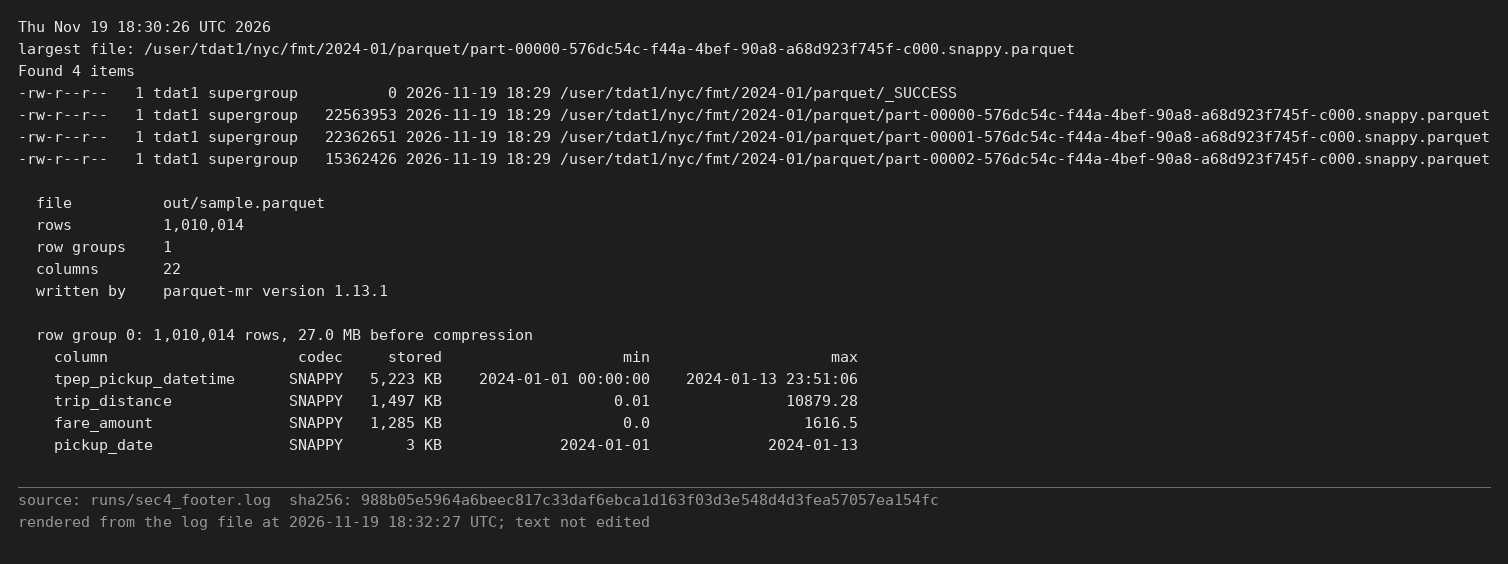 Thu Nov 19 18:30:26 UTC 2026
largest file: /user/tdat1/nyc/fmt/2024-01/parquet/part-00000-576dc54c-f44a-4bef-90a8-a68d923f745f-c000.snappy.parquet
Found 4 items
-rw-r--r--   1 tdat1 supergroup          0 2026-11-19 18:29 /user/tdat1/nyc/fmt/2024-01/parquet/_SUCCESS
-rw-r--r--   1 tdat1 supergroup   22563953 2026-11-19 18:29 /user/tdat1/nyc/fmt/2024-01/parquet/part-00000-576dc54c-f44a-4bef-90a8-a68d923f745f-c000.snappy.parquet
-rw-r--r--   1 tdat1 supergroup   22362651 2026-11-19 18:29 /user/tdat1/nyc/fmt/2024-01/parquet/part-00001-576dc54c-f44a-4bef-90a8-a68d923f745f-c000.snappy.parquet
-rw-r--r--   1 tdat1 supergroup   15362426 2026-11-19 18:29 /user/tdat1/nyc/fmt/2024-01/parquet/part-00002-576dc54c-f44a-4bef-90a8-a68d923f745f-c000.snappy.parquet
  file          out/sample.parquet
  rows          1,010,014
  row groups    1
  columns       22
  written by    parquet-mr version 1.13.1
  row group 0: 1,010,014 rows, 27.0 MB before compression
    column                     codec     stored                    min                    max
    tpep_pickup_datetime      SNAPPY   5,223 KB    2024-01-01 00:00:00    2024-01-13 23:51:06
    trip_distance             SNAPPY   1,497 KB                   0.01               10879.28
    fare_amount               SNAPPY   1,285 KB                    0.0                 1616.5
    pickup_date               SNAPPY       3 KB             2024-01-01             2024-01-13
source: runs/sec4_footer.log  sha256: 988b05e5964a6beec817c33daf6ebca1d163f03d3e548d4d3fea57057ea154fc
rendered from the log file at 2026-11-19 18:32:27 UTC; text not edited